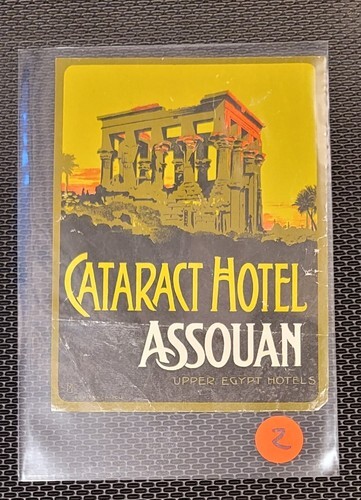 CATARACT HOTEL
ASSOUAN
UPPER EGYPT HOTELS
2